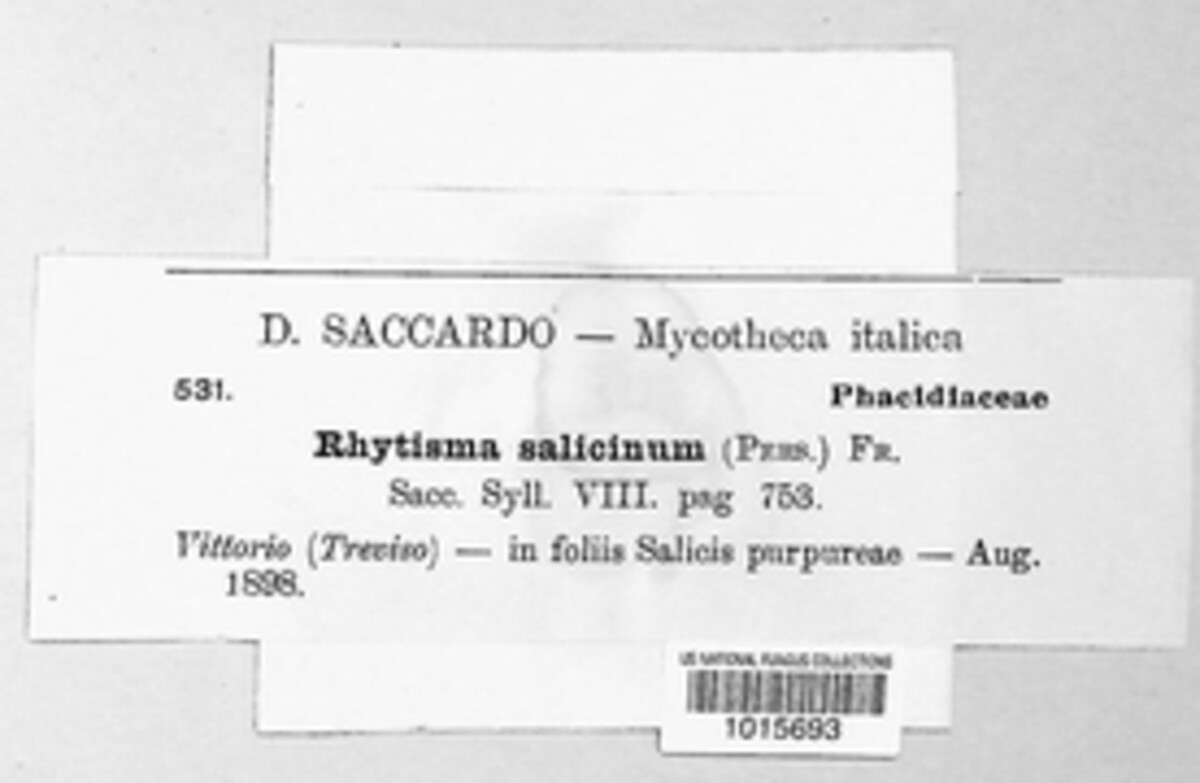 D. SACCARDO — Mycotheca italica
531. Phacidiaceae
Rhytisma salicinum (PERS.) FR.
Sacc. Syll. VIII. pag 753.
Vittorio (Treviso) — in foliis Salicis purpureae — Aug.
1898.
US NATIONAL FUNGUS COLLECTIONS
1015693